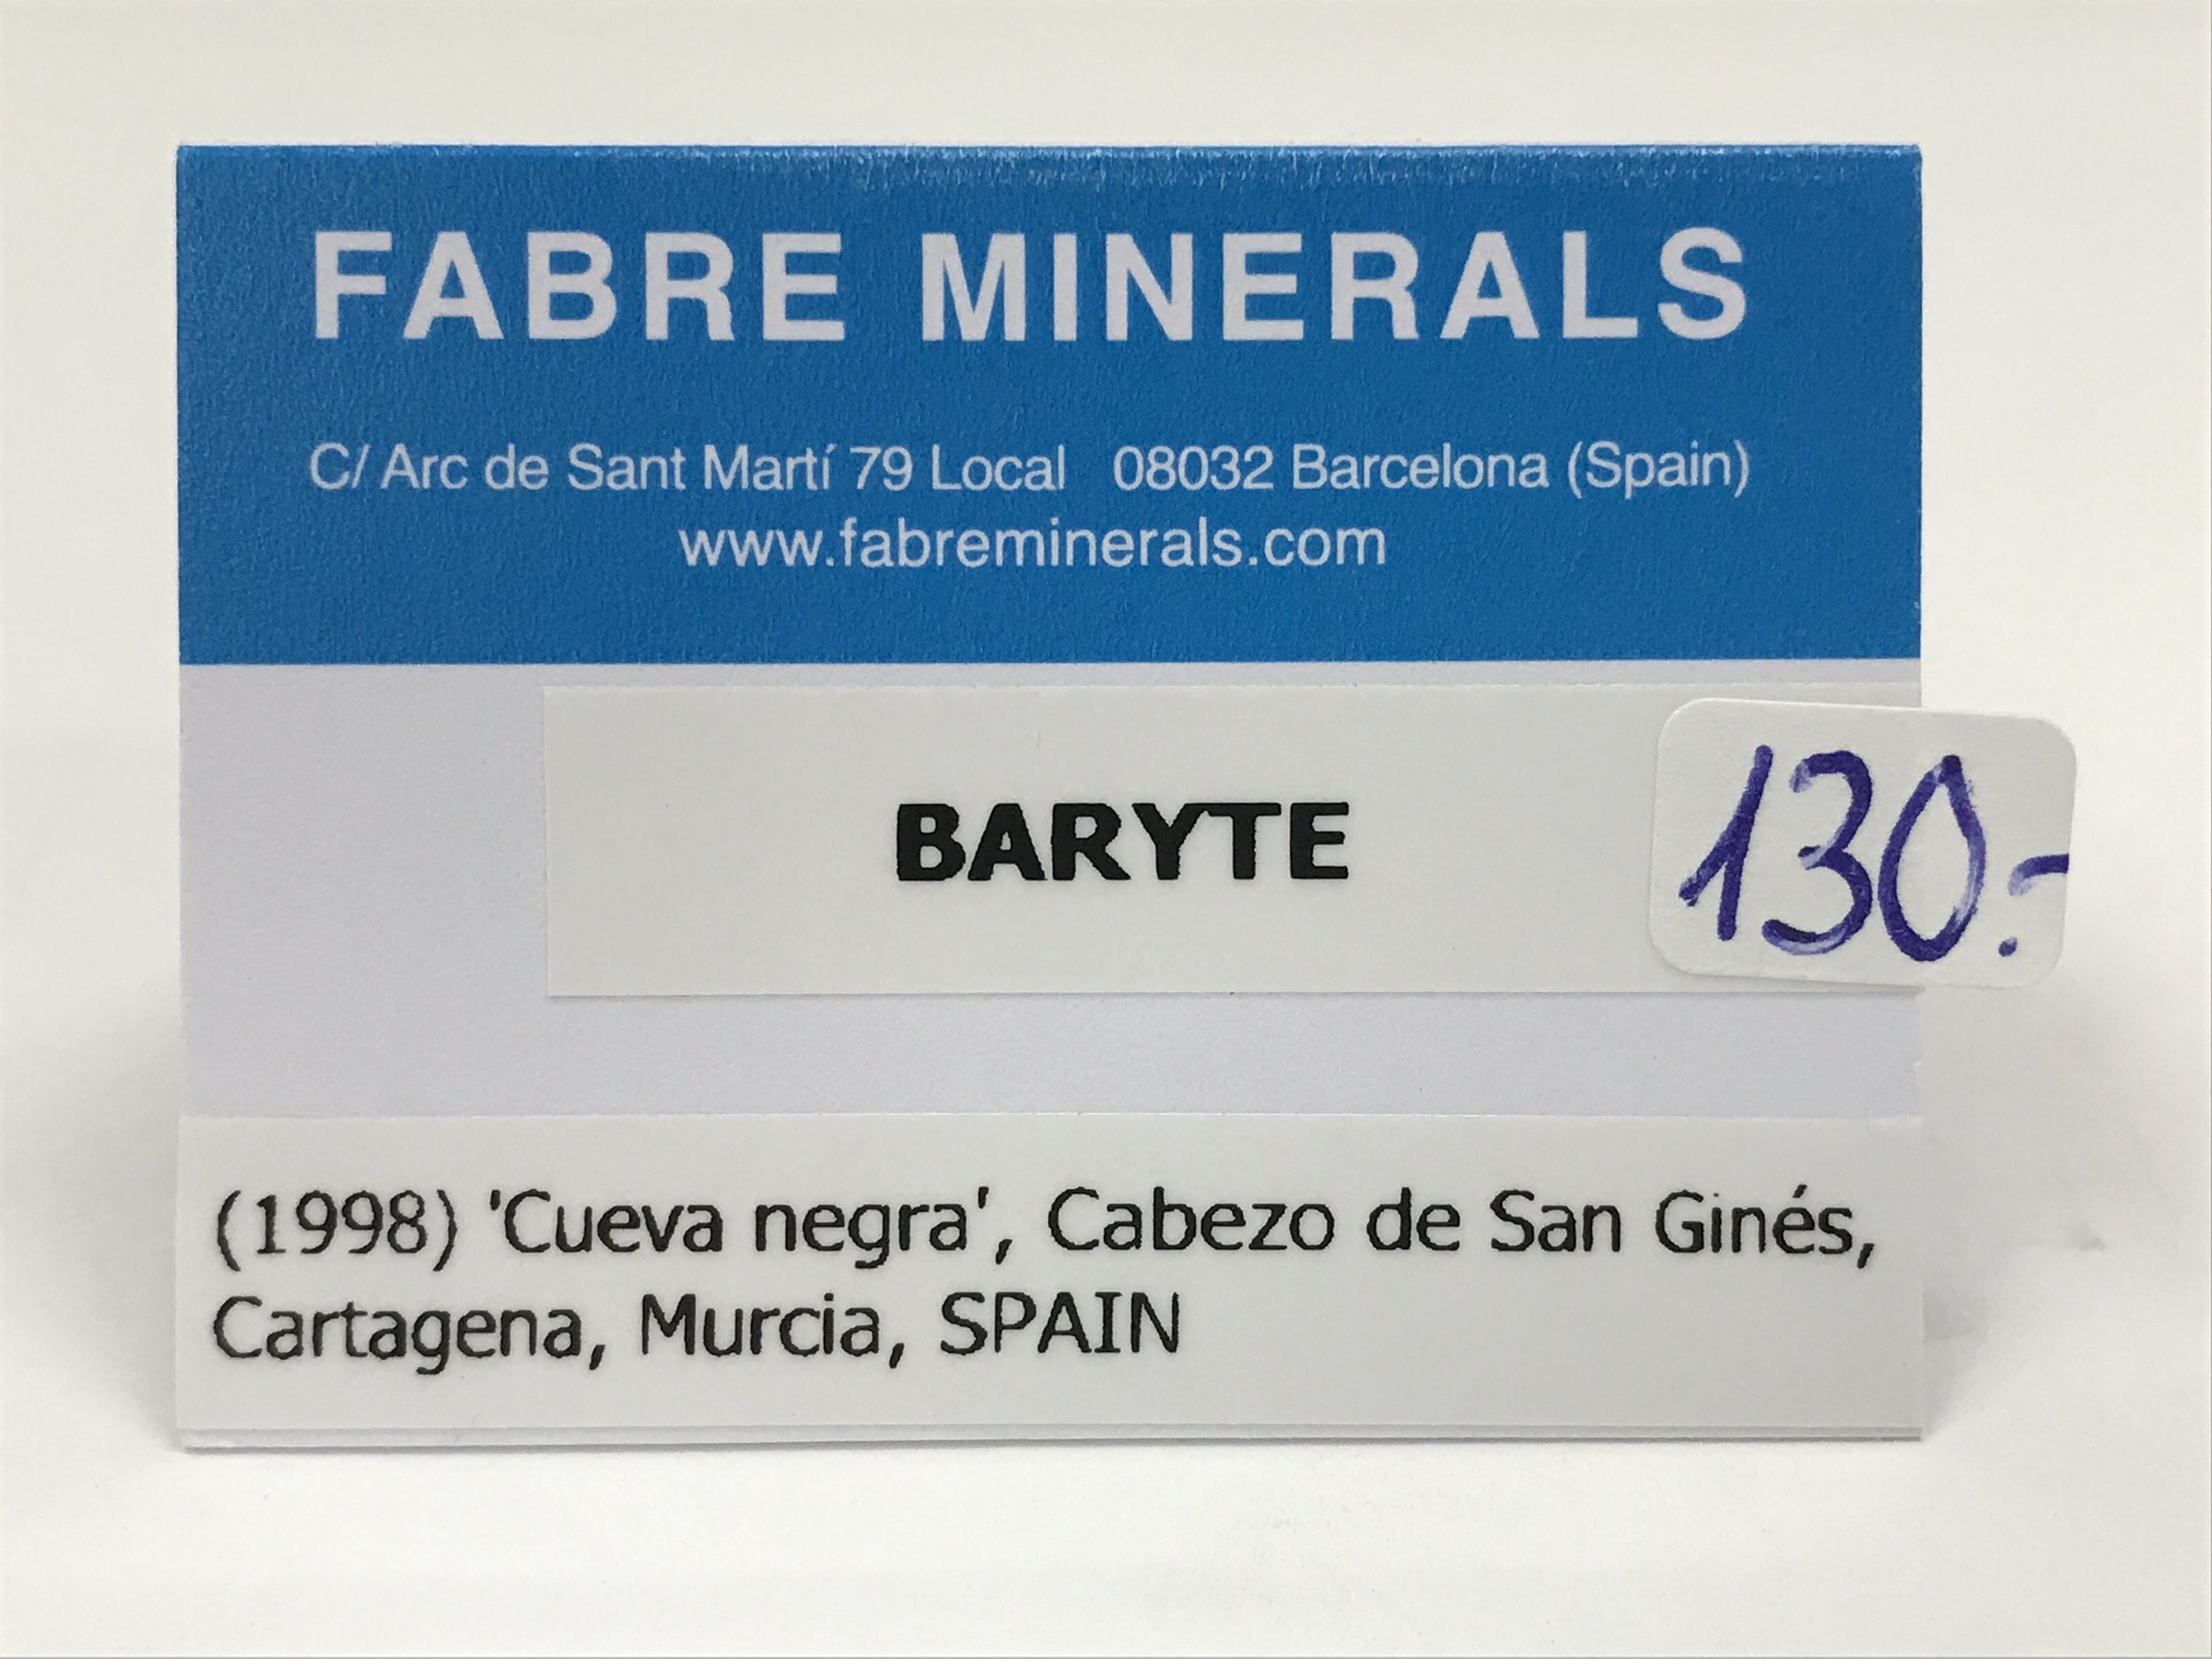 FABRE MINERALS
C/ Arc de Sant Martí 79 Local 08032 Barcelona (Spain)
www.fabreminerals.com
BARYTE
130.-
(1998) 'Cueva negra', Cabezo de San Ginés,
Cartagena, Murcia, SPAIN